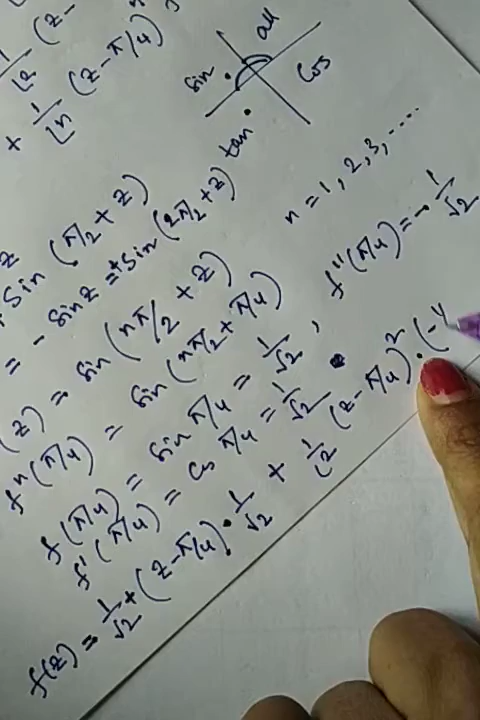 1/⌊2 (z-
+ 1/⌊n (z-π/4)
sin
all
tan
Cos
z
+ Sin (π/2 + z)
= - Sin z = + Sin (2π/2 + z)
n = 1, 2, 3, ....
(z) = Sin (nπ/2 + z)
fⁿ(π/4) = Sin (nπ/2 + π/4)
f(π/4) = Sin π/4 = 1/√2 , f''(π/4) = - 1/√2
f'(π/4) = Cos π/4 = 1/√2
f(z) = 1/√2 + (z-π/4) · 1/√2 + 1/⌊2 (z-π/4)² · (-1/